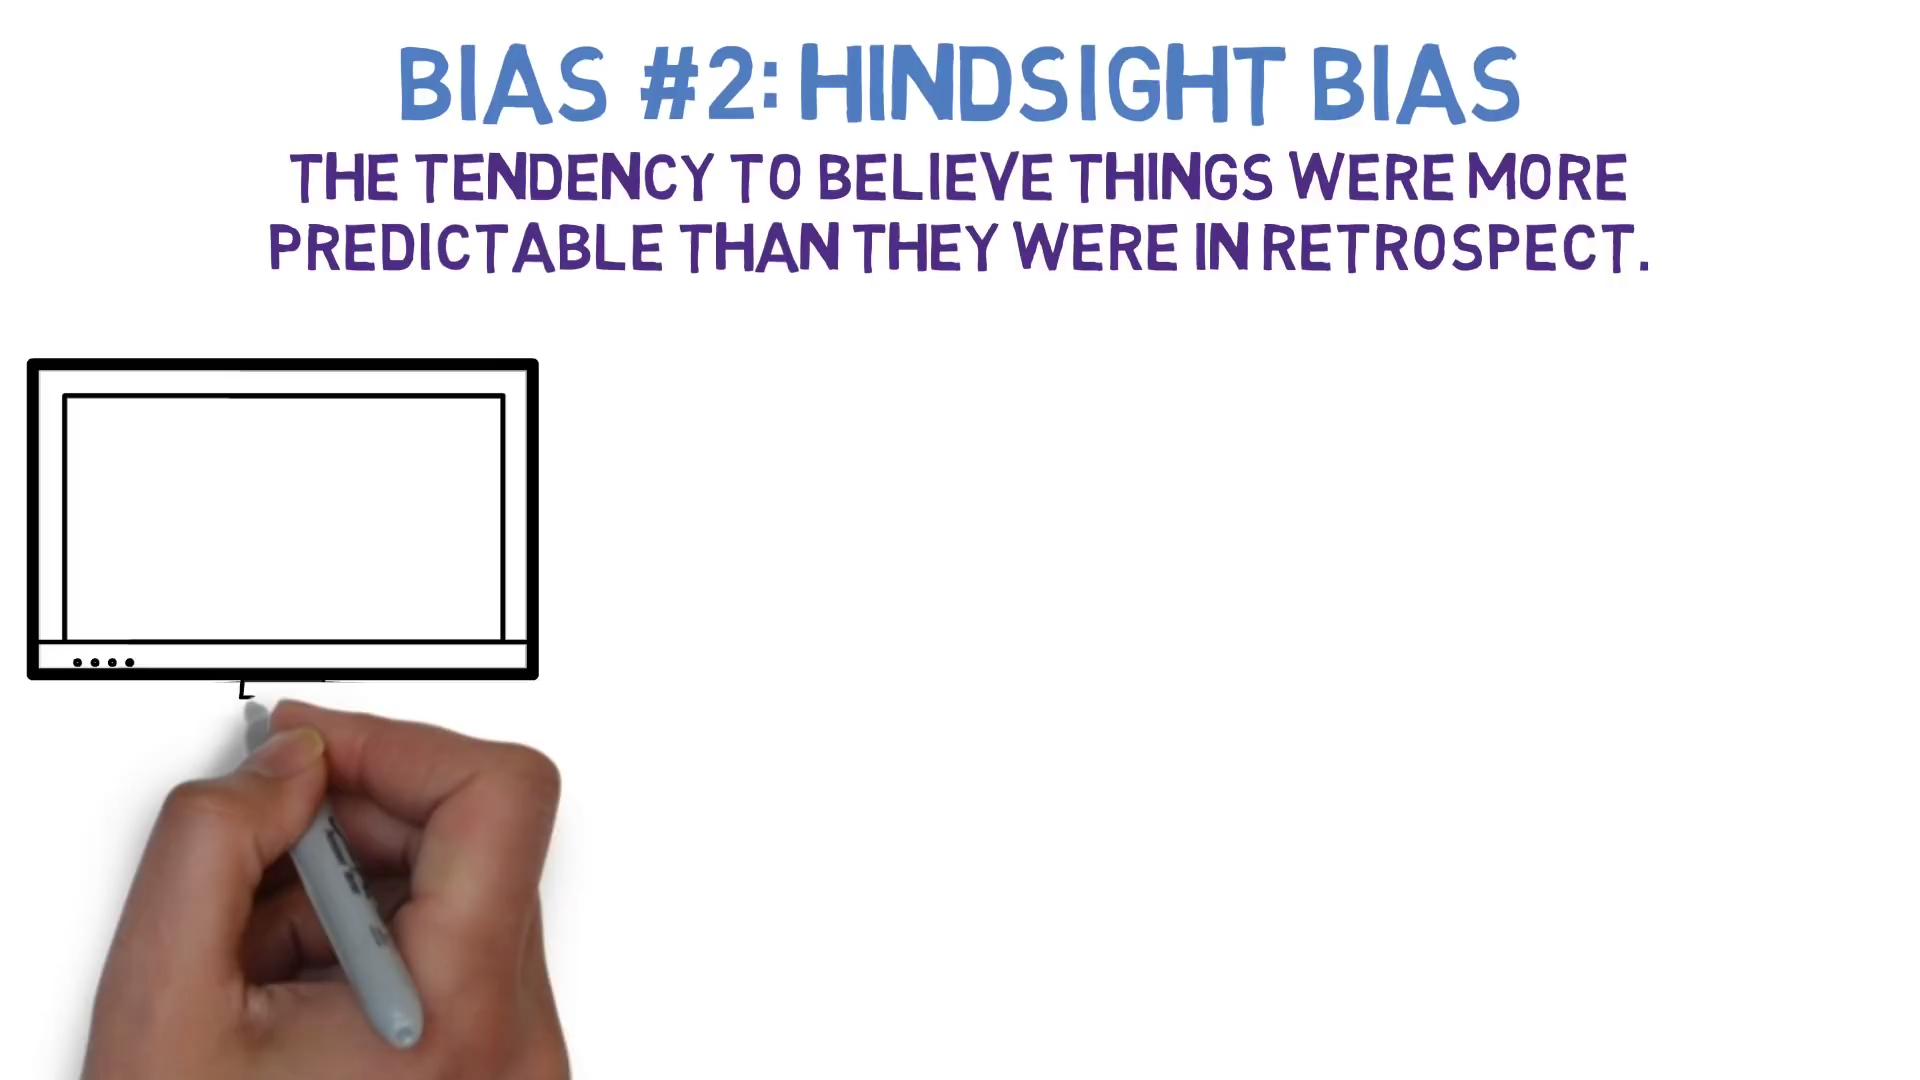 BIAS #2: HINDSIGHT BIAS
THE TENDENCY TO BELIEVE THINGS WERE MORE
PREDICTABLE THAN THEY WERE IN RETROSPECT.